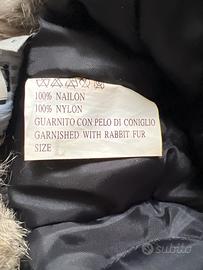 100% NAILON
100% NYLON
GUARNITO CON PELO DI CONIGLIO
GARNISHED WITH RABBIT FUR
SIZE
subito